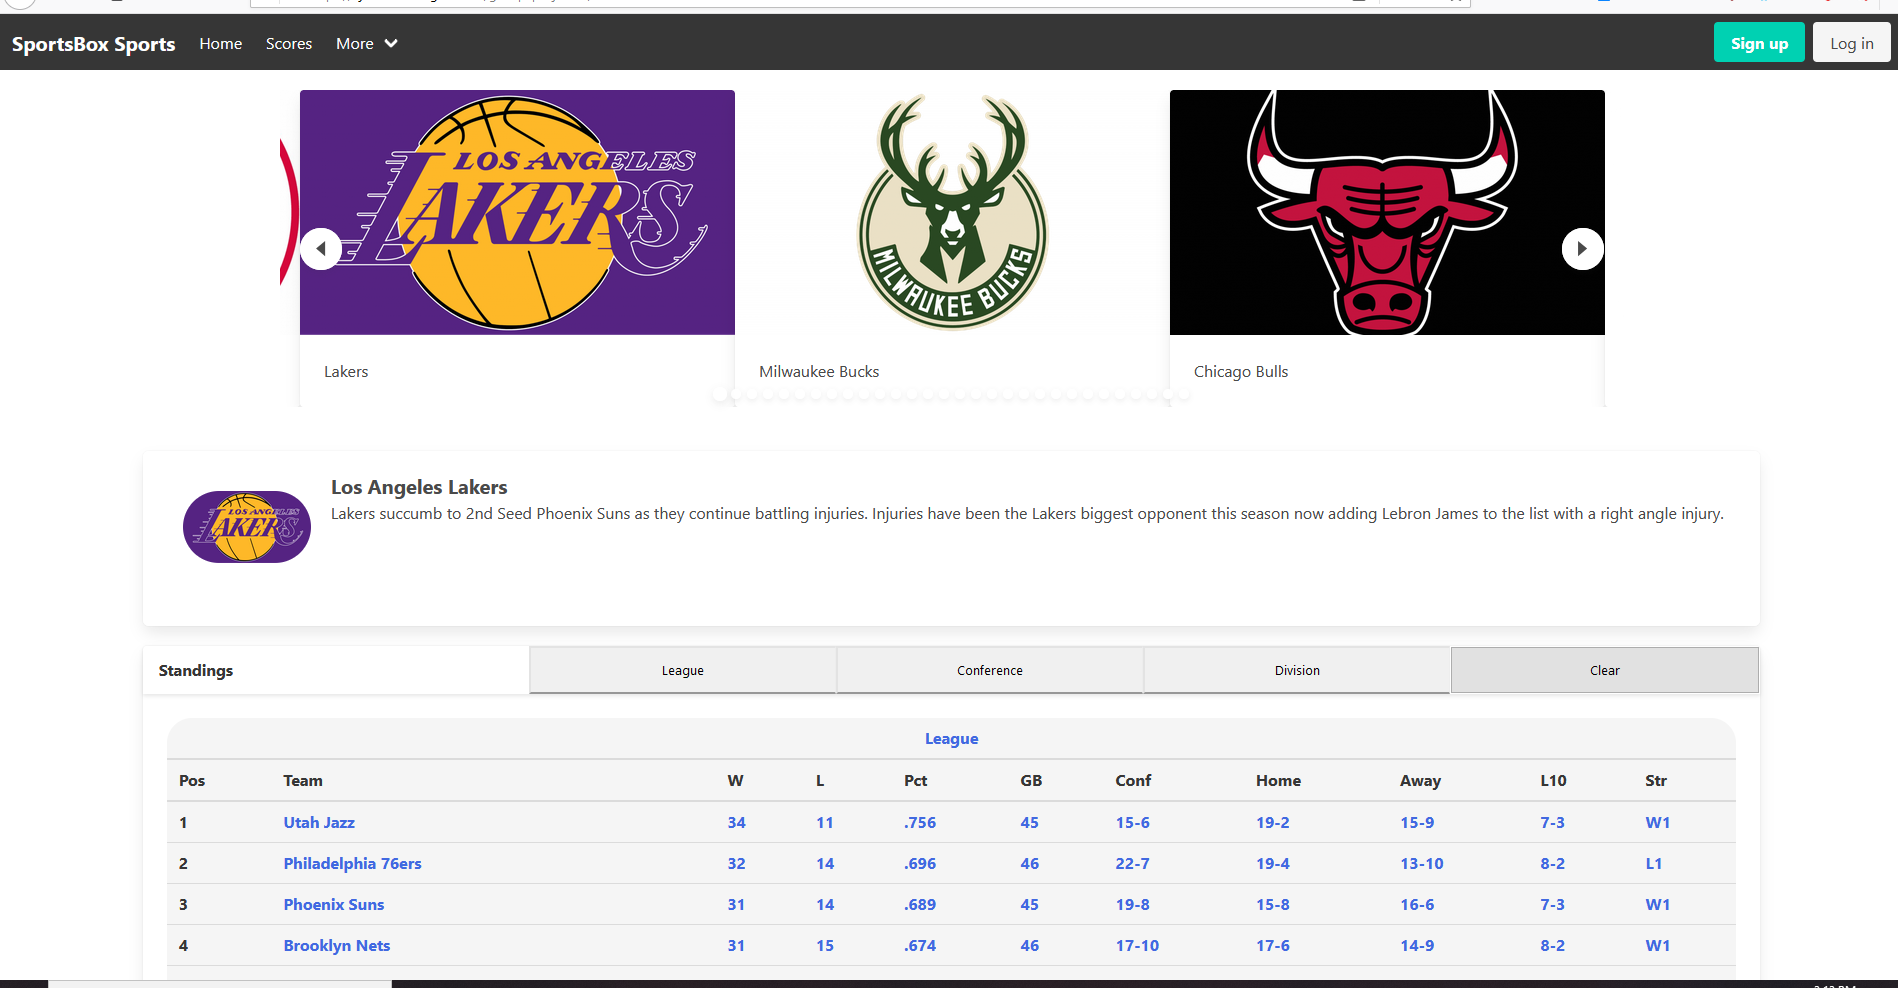 SportsBox Sports Home Scores More Sign up Log in
LOS ANGELES
LAKERS
MILWAUKEE BUCKS
Lakers Milwaukee Bucks Chicago Bulls
Los Angeles Lakers
LOS ANGELES
LAKERS
Lakers succumb to 2nd Seed Phoenix Suns as they continue battling injuries. Injuries have been the Lakers biggest opponent this season now adding Lebron James to the list with a right angle injury.
Standings League Conference Division Clear
League
Pos Team W L Pct GB Conf Home Away L10 Str
1 Utah Jazz 34 11 .756 45 15-6 19-2 15-9 7-3 W1
2 Philadelphia 76ers 32 14 .696 46 22-7 19-4 13-10 8-2 L1
3 Phoenix Suns 31 14 .689 45 19-8 15-8 16-6 7-3 W1
4 Brooklyn Nets 31 15 .674 46 17-10 17-6 14-9 8-2 W1